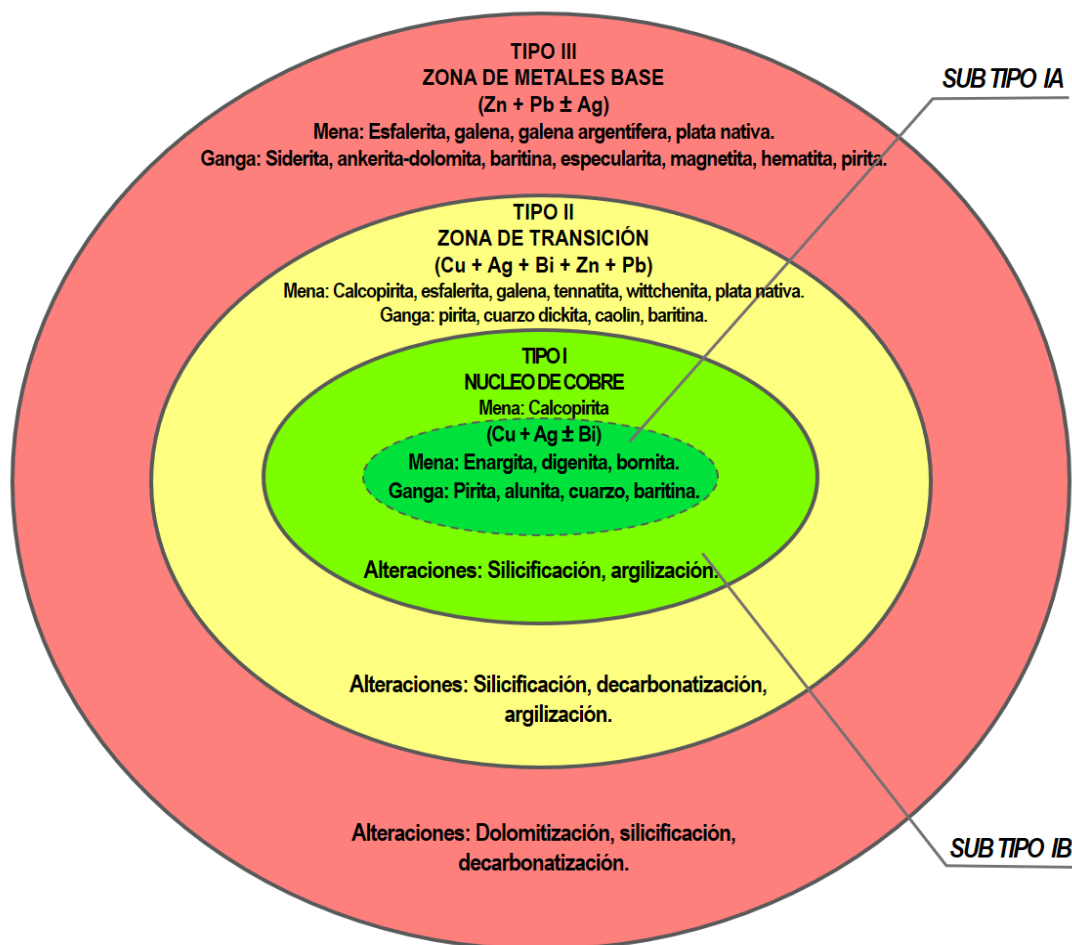 TIPO III
ZONA DE METALES BASE
(Zn + Pb ± Ag)
Mena: Esfalerita, galena, galena argentífera, plata nativa.
Ganga: Siderita, ankerita-dolomita, baritina, especularita, magnetita, hematita, pirita.
SUB TIPO IA
TIPO II
ZONA DE TRANSICIÓN
(Cu + Ag + Bi + Zn + Pb)
Mena: Calcopirita, esfalerita, galena, tennatita, wittchenita, plata nativa.
Ganga: pirita, cuarzo dickita, caolin, baritina.
TIPO I
NUCLEO DE COBRE
Mena: Calcopirita
(Cu + Ag ± Bi)
Mena: Enargita, digenita, bornita.
Ganga: Pirita, alunita, cuarzo, baritina.
Alteraciones: Silicificación, argilización.
Alteraciones: Silicificación, decarbonatización,
argilización.
Alteraciones: Dolomitización, silicificación,
decarbonatización.
SUB TIPO IB